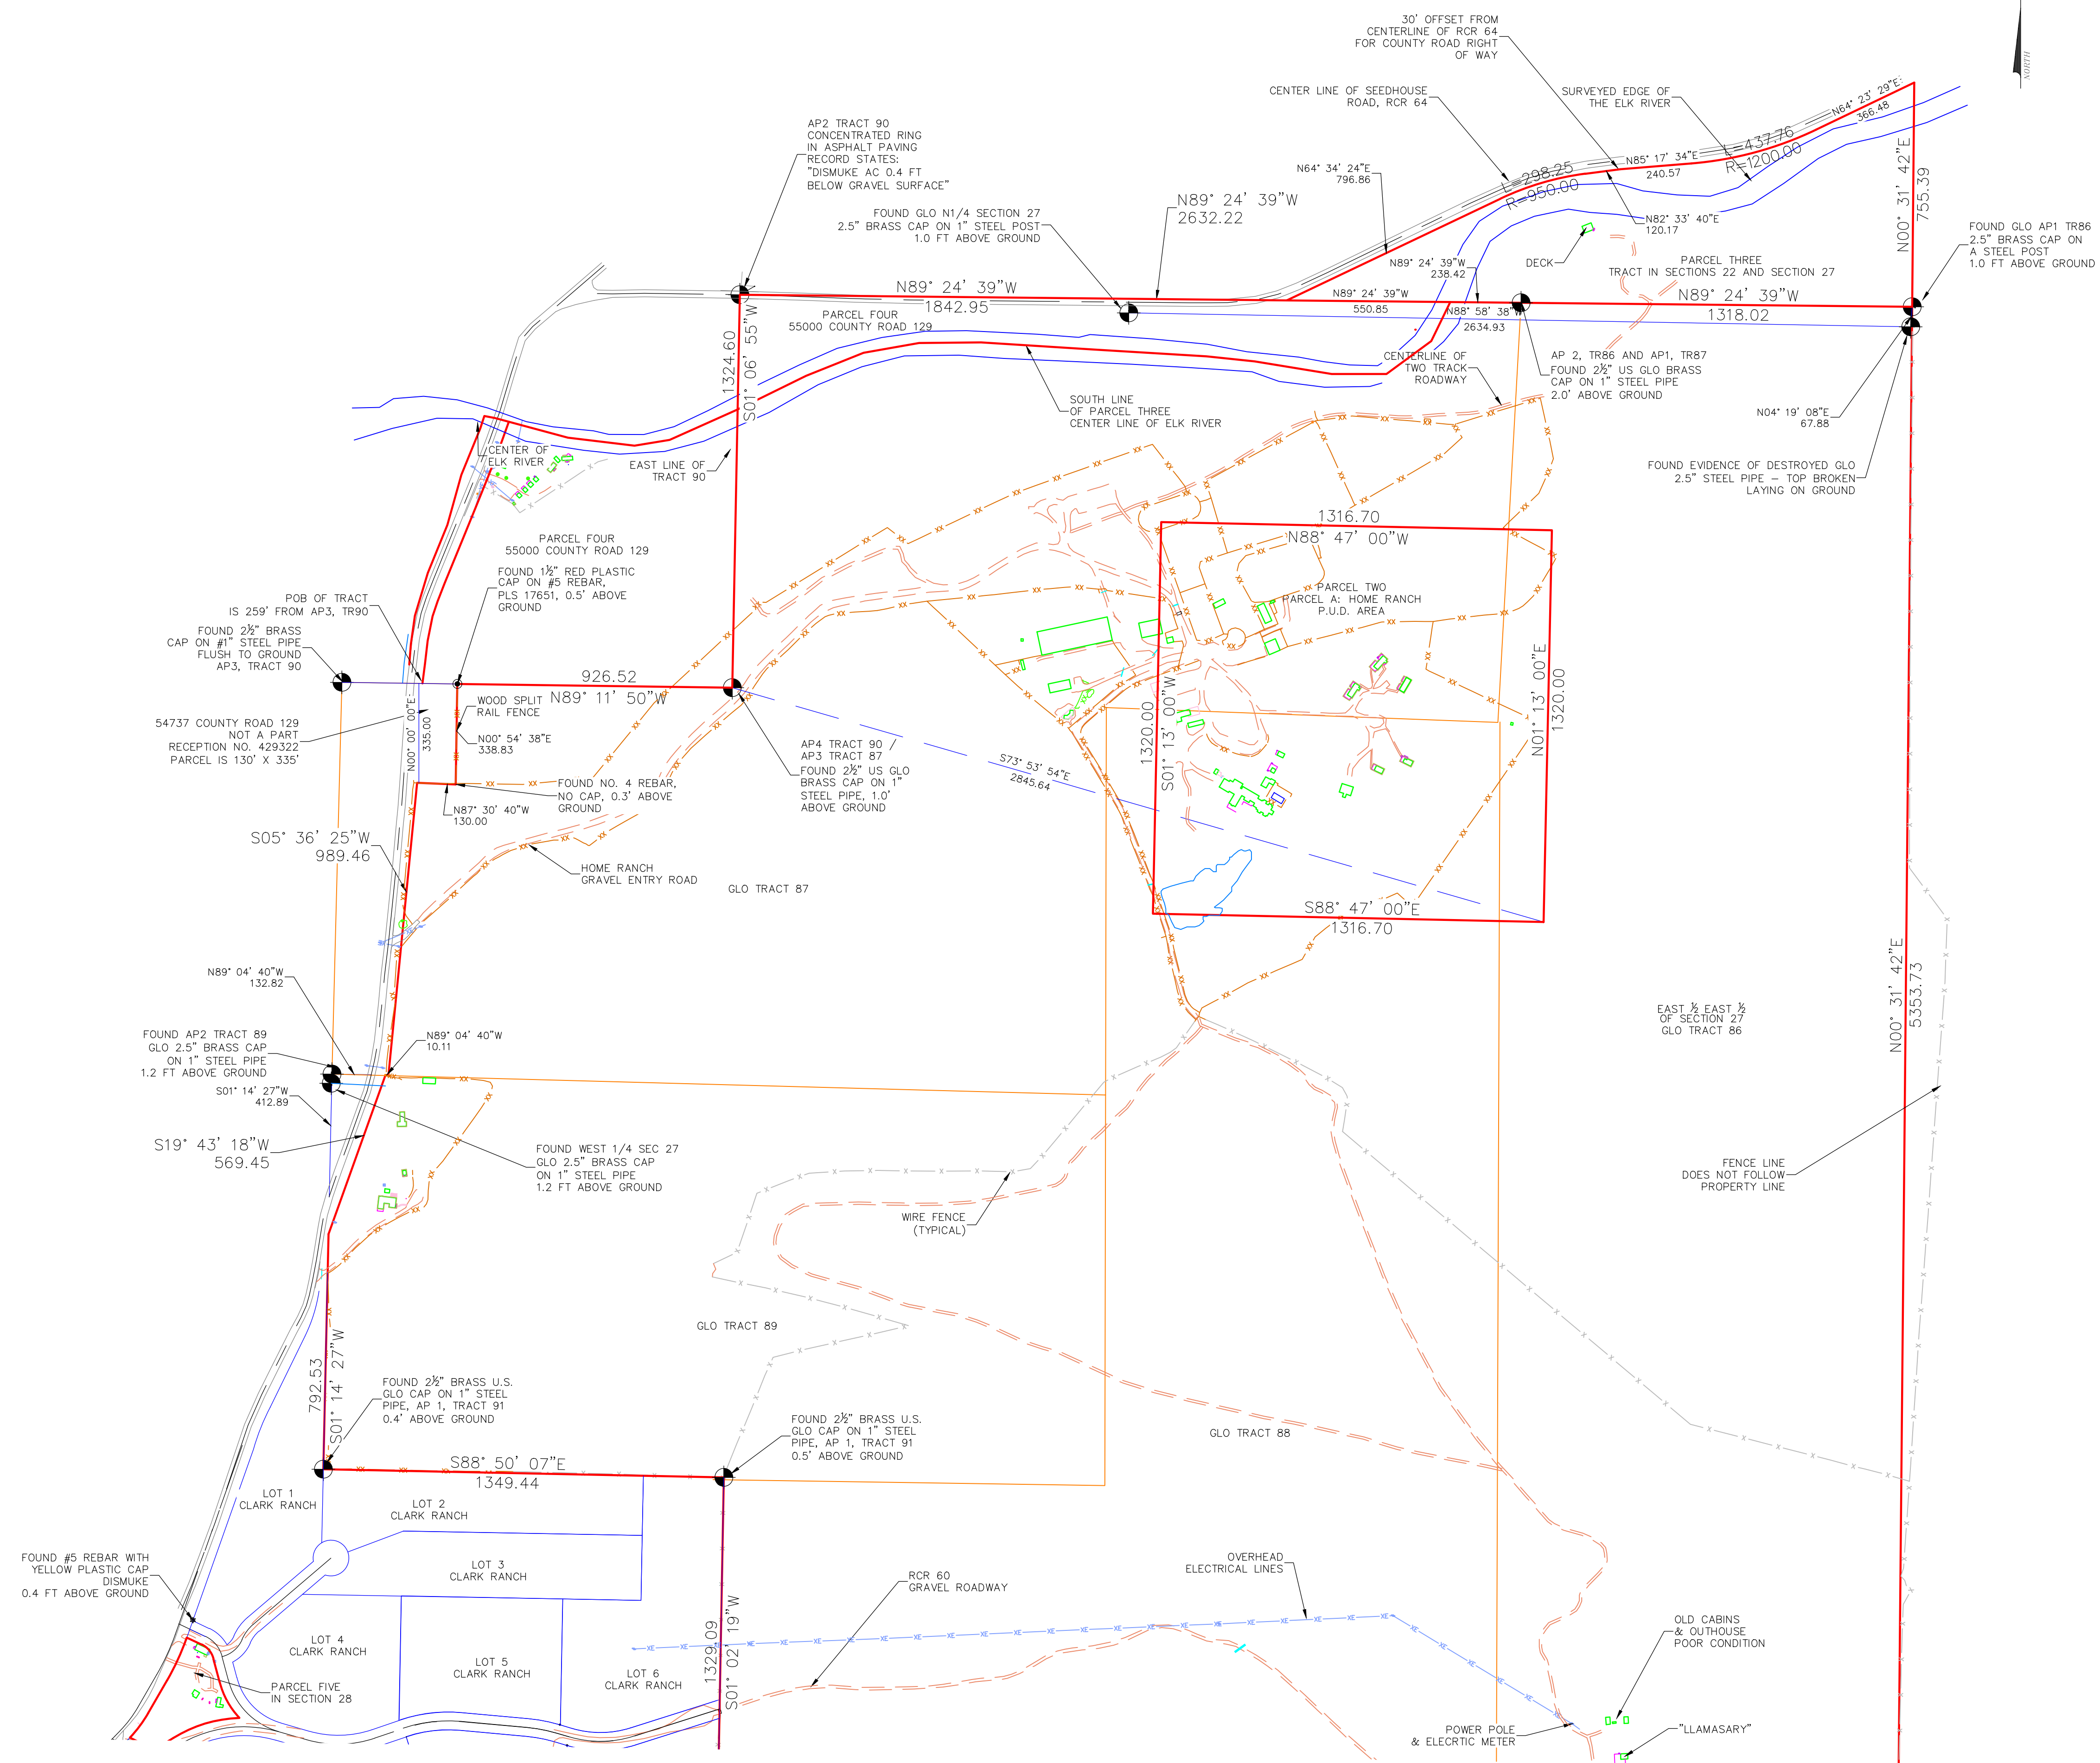 30' OFFSET FROM
CENTERLINE OF RCR 64
FOR COUNTY ROAD RIGHT
OF WAY
NORTH
CENTER LINE OF SEEDHOUSE
ROAD, RCR 64
SURVEYED EDGE OF
THE ELK RIVER
N64° 23' 29"E
366.48
AP2 TRACT 90
CONCENTRATED RING
IN ASPHALT PAVING
RECORD STATES:
"DISMUKE AC 0.4 FT
BELOW GRAVEL SURFACE"
L=437.76
R=1200.00
N85° 17' 34"E
240.57
L=298.25
R=950.00
N64° 34' 24"E
796.86
N00° 31' 42"E
755.39
N89° 24' 39"W
2632.22
FOUND GLO N1/4 SECTION 27
2.5" BRASS CAP ON 1" STEEL POST
1.0 FT ABOVE GROUND
N82° 33' 40"E
120.17
FOUND GLO AP1 TR86
2.5" BRASS CAP ON
A STEEL POST
1.0 FT ABOVE GROUND
DECK
PARCEL THREE
TRACT IN SECTIONS 22 AND SECTION 27
N89° 24' 39"W
238.42
N89° 24' 39"W
1842.95
N89° 24' 39"W
550.85
N89° 24' 39"W
1318.02
N88° 58' 38"W
2634.93
PARCEL FOUR
55000 COUNTY ROAD 129
1324.60
S01° 06' 55"W
CENTERLINE OF
TWO TRACK
ROADWAY
AP 2, TR86 AND AP1, TR87
FOUND 2½" US GLO BRASS
CAP ON 1" STEEL PIPE
2.0' ABOVE GROUND
SOUTH LINE
OF PARCEL THREE
CENTER LINE OF ELK RIVER
N04° 19' 08"E
67.88
CENTER OF
ELK RIVER
EAST LINE OF
TRACT 90
FOUND EVIDENCE OF DESTROYED GLO
2.5" STEEL PIPE – TOP BROKEN
LAYING ON GROUND
1316.70
N88° 47' 00"W
PARCEL FOUR
55000 COUNTY ROAD 129
FOUND 1½" RED PLASTIC
CAP ON #5 REBAR,
PLS 17651, 0.5' ABOVE
GROUND
PARCEL TWO
PARCEL A: HOME RANCH
P.U.D. AREA
POB OF TRACT
IS 259' FROM AP3, TR90
FOUND 2½" BRASS
CAP ON #1" STEEL PIPE
FLUSH TO GROUND
AP3, TRACT 90
926.52
N89° 11' 50"W
WOOD SPLIT
RAIL FENCE
N00° 00' 00"E
335.00
N00° 54' 38"E
338.83
54737 COUNTY ROAD 129
NOT A PART
RECEPTION NO. 429322
PARCEL IS 130' X 335'
1320.00
S01° 13' 00"W
N01° 13' 00"E
1320.00
AP4 TRACT 90 /
AP3 TRACT 87
FOUND 2½" US GLO
BRASS CAP ON 1"
STEEL PIPE, 1.0'
ABOVE GROUND
S73° 53' 54"E
2845.64
FOUND NO. 4 REBAR,
NO CAP, 0.3' ABOVE
GROUND
N87° 30' 40"W
130.00
S05° 36' 25"W
989.46
HOME RANCH
GRAVEL ENTRY ROAD
GLO TRACT 87
S88° 47' 00"E
1316.70
N89° 04' 40"W
132.82
N00° 31' 42"E
5353.73
EAST ½ EAST ½
OF SECTION 27
GLO TRACT 86
FOUND AP2 TRACT 89
GLO 2.5" BRASS CAP
ON 1" STEEL PIPE
1.2 FT ABOVE GROUND
N89° 04' 40"W
10.11
S01° 14' 27"W
412.89
S19° 43' 18"W
569.45
FOUND WEST 1/4 SEC 27
GLO 2.5" BRASS CAP
ON 1" STEEL PIPE
1.2 FT ABOVE GROUND
FENCE LINE
DOES NOT FOLLOW
PROPERTY LINE
WIRE FENCE
(TYPICAL)
GLO TRACT 89
792.53
S01° 14' 27"W
FOUND 2½" BRASS U.S.
GLO CAP ON 1" STEEL
PIPE, AP 1, TRACT 91
0.4' ABOVE GROUND
FOUND 2½" BRASS U.S.
GLO CAP ON 1" STEEL
PIPE, AP 1, TRACT 91
0.5' ABOVE GROUND
GLO TRACT 88
S88° 50' 07"E
1349.44
LOT 1
CLARK RANCH
LOT 2
CLARK RANCH
LOT 3
CLARK RANCH
FOUND #5 REBAR WITH
YELLOW PLASTIC CAP
DISMUKE
0.4 FT ABOVE GROUND
OVERHEAD
ELECTRICAL LINES
RCR 60
GRAVEL ROADWAY
1329.09
S01° 02' 19"W
LOT 4
CLARK RANCH
LOT 5
CLARK RANCH
LOT 6
CLARK RANCH
OLD CABINS
& OUTHOUSE
POOR CONDITION
PARCEL FIVE
IN SECTION 28
POWER POLE
& ELECRTIC METER
"LLAMASARY"